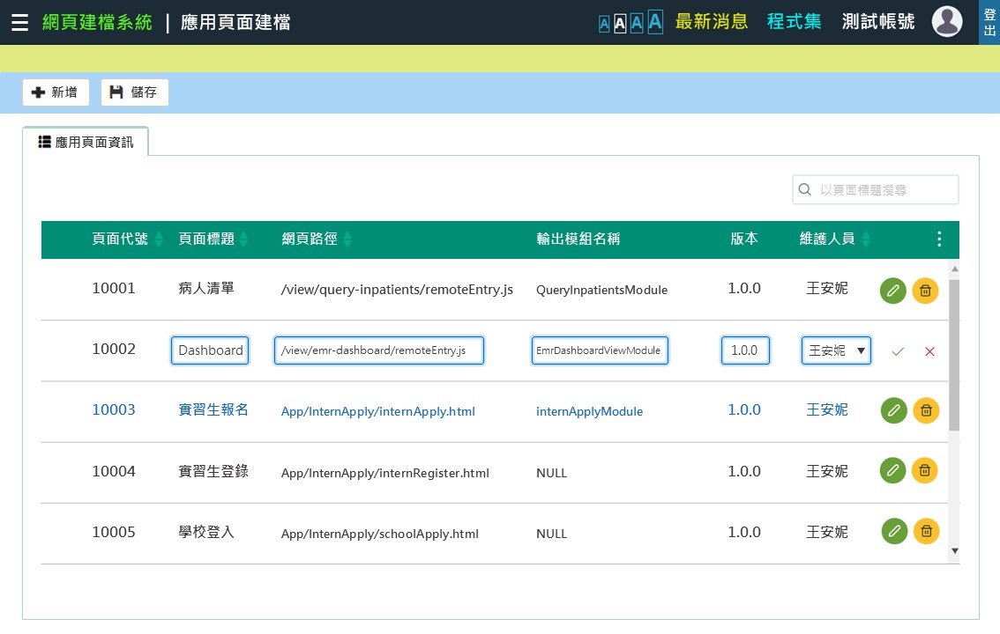 網頁建檔系統 | 應用頁面建檔 A A A A 最新消息 程式集 測試帳號 登出
新增 儲存
應用頁面資訊
以頁面標題搜尋
頁面代號 頁面標題 網頁路徑 輸出模組名稱 版本 維護人員
10001 病人清單 /view/query-inpatients/remoteEntry.js QueryInpatientsModule 1.0.0 王安妮
10002 Dashboard /view/emr-dashboard/remoteEntry.js EmrDashboardViewModule 1.0.0 王安妮
10003 實習生報名 App/InternApply/internApply.html internApplyModule 1.0.0 王安妮
10004 實習生登錄 App/InternApply/internRegister.html NULL 1.0.0 王安妮
10005 學校登入 App/InternApply/schoolApply.html NULL 1.0.0 王安妮